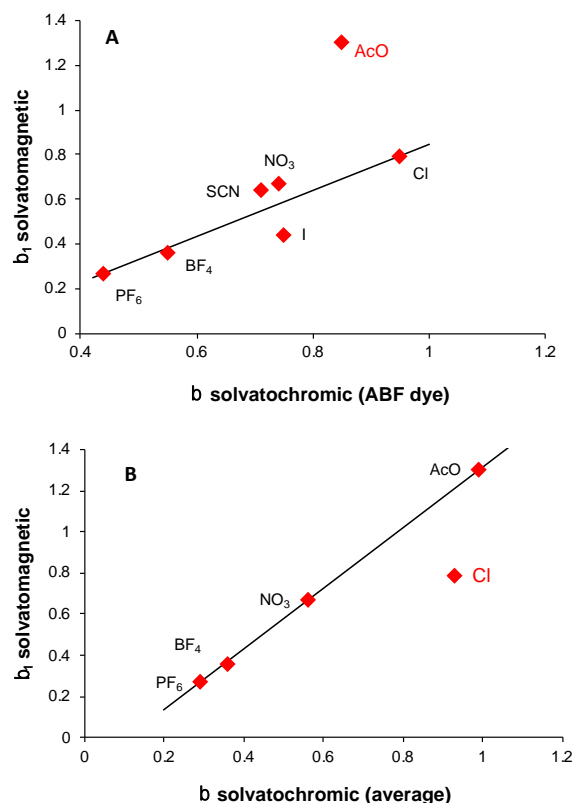 A
1.4
1.2
1
0.8
0.6
0.4
0.2
0
AcO
NO₃
SCN
Cl
I
BF₄
PF₆
0.4
0.6
0.8
1
1.2
b₁ solvatomagnetic
b solvatochromic (ABF dye)
B
1.4
1.2
1
0.8
0.6
0.4
0.2
0
AcO
Cl
NO₃
BF₄
PF₆
0
0.2
0.4
0.6
0.8
1
1.2
b₁ solvatomagnetic
b solvatochromic (average)